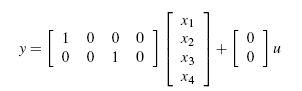 y = [ 1 0 0 0 ; 0 0 1 0 ] [ x1 ; x2 ; x3 ; x4 ] + [ 0 ; 0 ] u